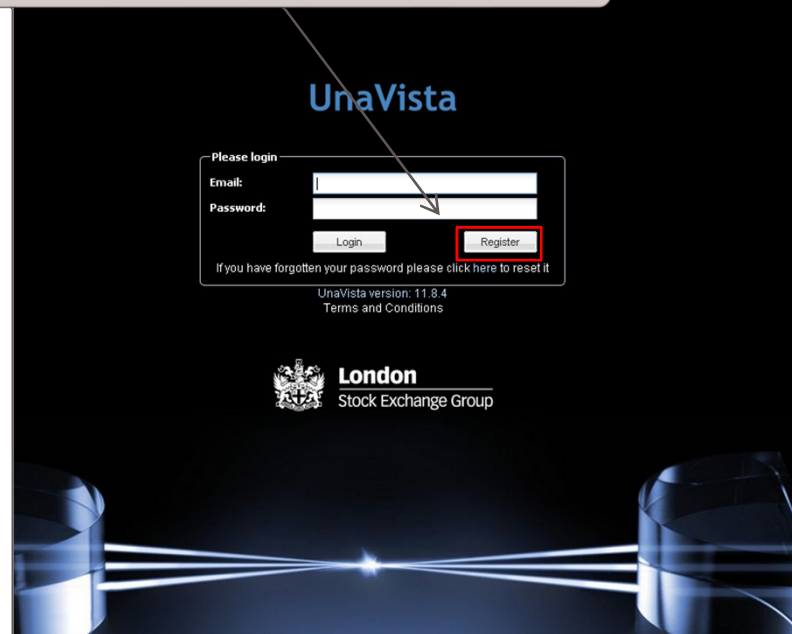 UnaVista
Please login
Email:
Password:
Login Register
If you have forgotten your password please click here to reset it
UnaVista version: 11.8.4
Terms and Conditions
London
Stock Exchange Group